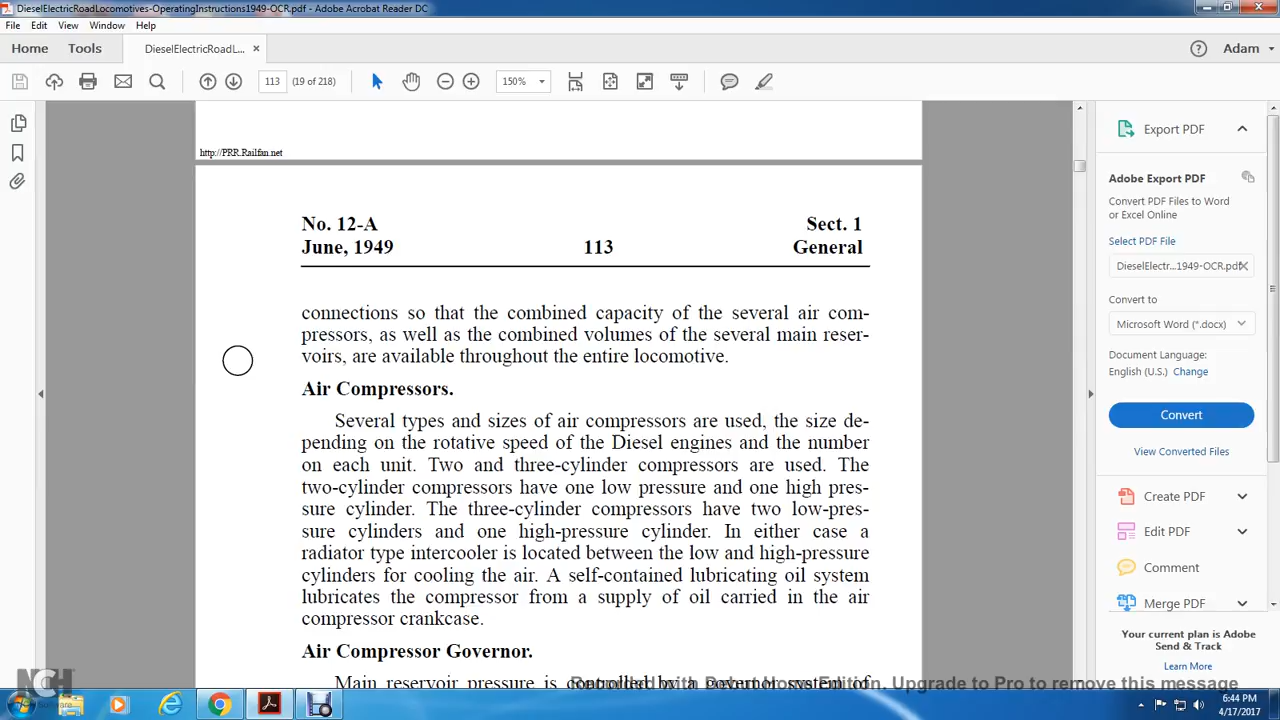 DieselElectricRoadLocomotives-OperatingInstructions1949-OCR.pdf - Adobe Acrobat Reader DC
File Edit View Window Help
Home Tools DieselElectricRoadL... × Adam
113 (19 of 218) 150%
http://PRR.Railfan.net
No. 12-A Sect. 1
June, 1949 113 General
connections so that the combined capacity of the several air com-
pressors, as well as the combined volumes of the several main reser-
voirs, are available throughout the entire locomotive.
Air Compressors.
Several types and sizes of air compressors are used, the size de-
pending on the rotative speed of the Diesel engines and the number
on each unit. Two and three-cylinder compressors are used. The
two-cylinder compressors have one low pressure and one high pres-
sure cylinder. The three-cylinder compressors have two low-pres-
sure cylinders and one high-pressure cylinder. In either case a
radiator type intercooler is located between the low and high-pressure
cylinders for cooling the air. A self-contained lubricating oil system
lubricates the compressor from a supply of oil carried in the air
compressor crankcase.
Air Compressor Governor.
Main reservoir pressure is controlled by a governor system of
Export PDF
Adobe Export PDF
Convert PDF Files to Word
or Excel Online
Select PDF File
DieselElectr...1949-OCR.pdf
Convert to
Microsoft Word (*.docx)
Document Language:
English (U.S.) Change
Convert
View Converted Files
Create PDF
Edit PDF
Comment
Merge PDF
Your current plan is Adobe
Send & Track
Learn More
NCH
Software
Upgrade to Pro to remove this message
6:44 PM
4/17/2017